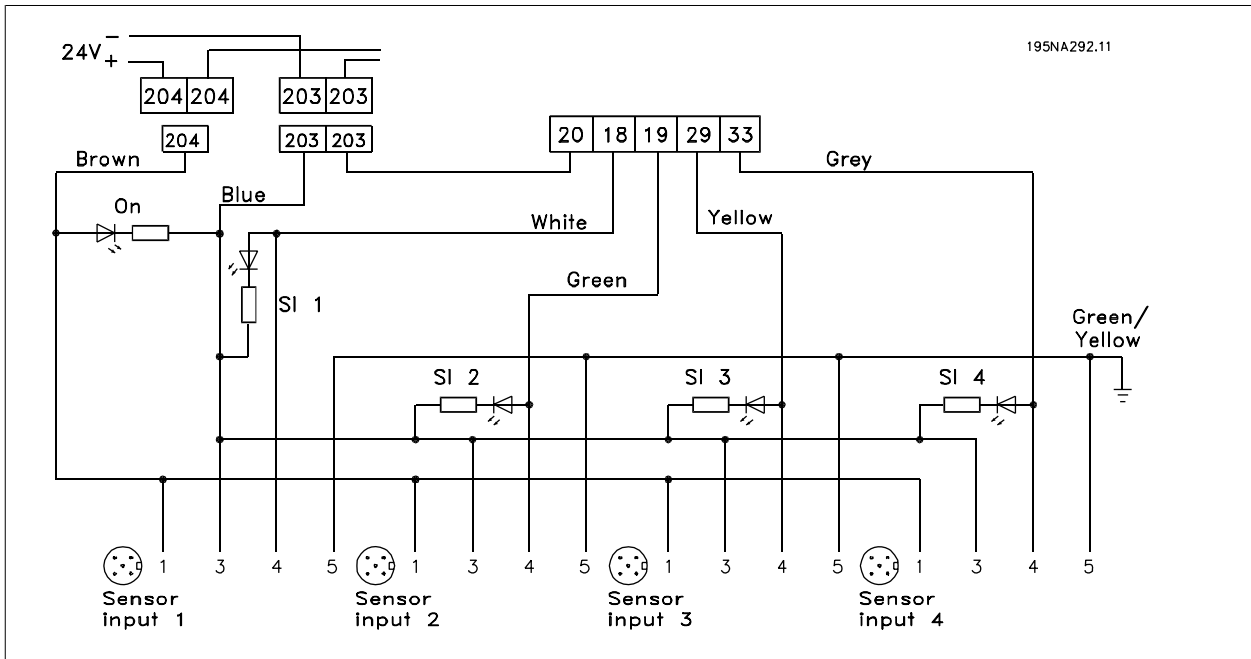 195NA292.11
24V - +
204 204 203 203
204 203 203 20 18 19 29 33
Brown
Grey
Blue
On
White
Yellow
Green
SI 1
Green/
Yellow
SI 2 SI 3 SI 4
1 3 4 5 1 3 4 5 1 3 4 5 1 3 4 5
Sensor
input 1
Sensor
input 2
Sensor
input 3
Sensor
input 4